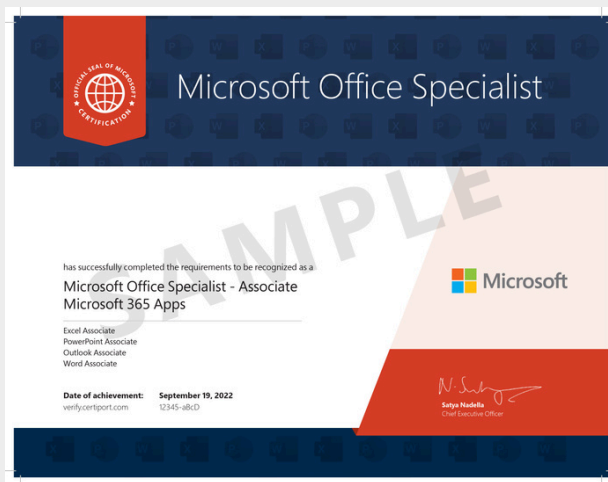 OFFICIAL SEAL OF MICROSOFT
CERTIFICATION
Microsoft Office Specialist
SAMPLE
has successfully completed the requirements to be recognized as a
Microsoft Office Specialist - Associate
Microsoft 365 Apps
Microsoft
Excel Associate
PowerPoint Associate
Outlook Associate
Word Associate
Date of achievement: September 19, 2022
verify.certiport.com 12345-aBcD
N. S
Satya Nadella
Chief Executive Officer